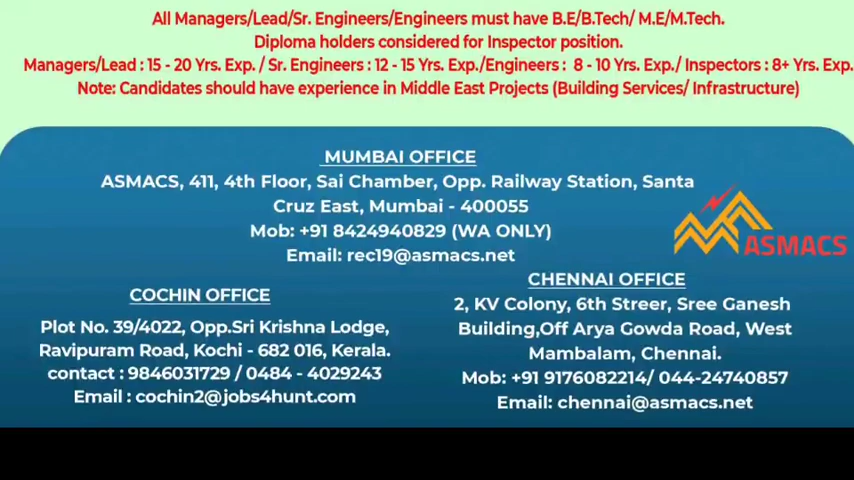 All Managers/Lead/Sr. Engineers/Engineers must have B.E/B.Tech/ M.E/M.Tech.
Diploma holders considered for Inspector position.
Managers/Lead : 15 - 20 Yrs. Exp. / Sr. Engineers : 12 - 15 Yrs. Exp./Engineers : 8 - 10 Yrs. Exp./ Inspectors : 8+ Yrs. Exp.
Note: Candidates should have experience in Middle East Projects (Building Services/ Infrastructure)
MUMBAI OFFICE
ASMACS, 411, 4th Floor, Sai Chamber, Opp. Railway Station, Santa
Cruz East, Mumbai - 400055
Mob: +91 8424940829 (WA ONLY)
Email: rec19@asmacs.net
ASMACS
COCHIN OFFICE
Plot No. 39/4022, Opp.Sri Krishna Lodge,
Ravipuram Road, Kochi - 682 016, Kerala.
contact : 9846031729 / 0484 - 4029243
Email : cochin2@jobs4hunt.com
CHENNAI OFFICE
2, KV Colony, 6th Streer, Sree Ganesh
Building,Off Arya Gowda Road, West
Mambalam, Chennai.
Mob: +91 9176082214/ 044-24740857
Email: chennai@asmacs.net